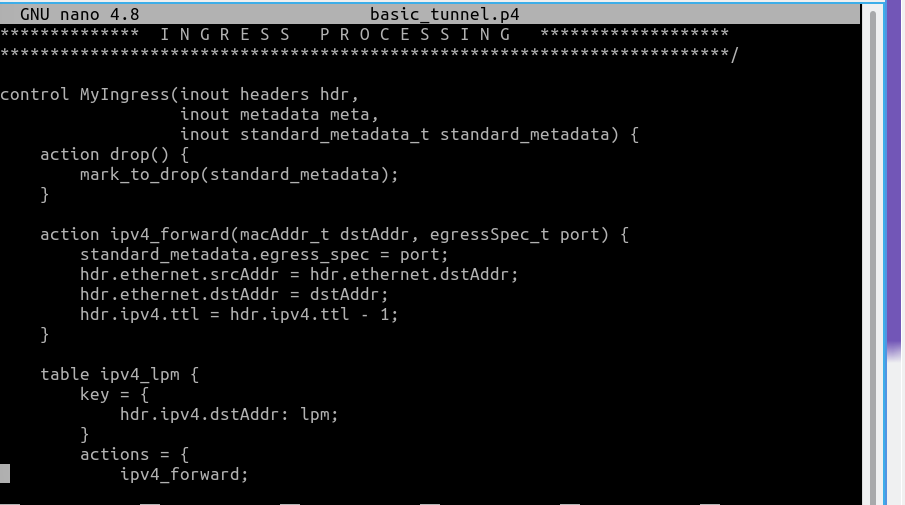 GNU nano 4.8 basic_tunnel.p4
************** I N G R E S S   P R O C E S S I N G *******************
*************************************************************************/
control MyIngress(inout headers hdr,
inout metadata meta,
inout standard_metadata_t standard_metadata) {
action drop() {
mark_to_drop(standard_metadata);
}
action ipv4_forward(macAddr_t dstAddr, egressSpec_t port) {
standard_metadata.egress_spec = port;
hdr.ethernet.srcAddr = hdr.ethernet.dstAddr;
hdr.ethernet.dstAddr = dstAddr;
hdr.ipv4.ttl = hdr.ipv4.ttl - 1;
}
table ipv4_lpm {
key = {
hdr.ipv4.dstAddr: lpm;
}
actions = {
ipv4_forward;